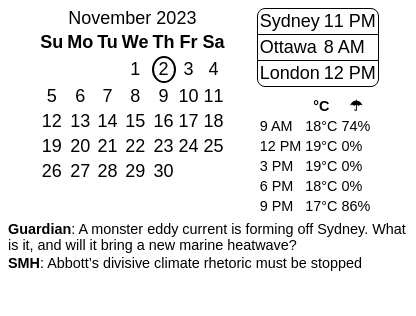 November 2023
Su Mo Tu We Th Fr Sa
1 2 3 4
5 6 7 8 9 10 11
12 13 14 15 16 17 18
19 20 21 22 23 24 25
26 27 28 29 30
Sydney 11 PM
Ottawa 8 AM
London 12 PM
°C ☂
9 AM 18°C 74%
12 PM 19°C 0%
3 PM 19°C 0%
6 PM 18°C 0%
9 PM 17°C 86%
Guardian: A monster eddy current is forming off Sydney. What
is it, and will it bring a new marine heatwave?
SMH: Abbott's divisive climate rhetoric must be stopped